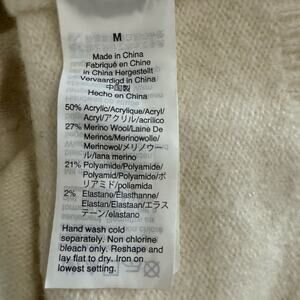 M
Made in China
Fabriqué en Chine
in China Hergestellt
Vervaardigd in China
中国製
Hecho en China
50% Acrylic/Acrylique/Acryl/
Acryl/アクリル/acrílico
27% Merino Wool/Laine De
Merinos/Merinowolle/
Merinowol/メリノウー
ル/lana merino
21% Polyamide/Polyamide/
Polyamid/Polyamide/ポ
リアミド/poliamida
2% Elastane/Élasthanne/
Elastan/Elastaan/エラス
テーン/elastano
Hand wash cold
separately. Non chlorine
bleach only. Reshape and
lay flat to dry. Iron on
lowest setting.